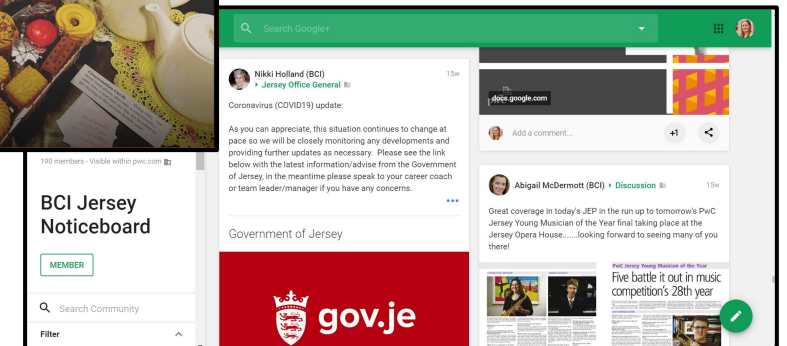 Search Google+
190 members - Visible within pwc.com
BCI Jersey
Noticeboard
MEMBER
Search Community
Filter
Nikki Holland (BCI)
15w
Jersey Office General
Coronavirus (COVID19) update:
As you can appreciate, this situation continues to change at
pace so we will be closely monitoring any developments and
providing further updates as necessary.  Please see the link
below with the latest information/advise from the Government
of Jersey, in the meantime please speak to your career coach
or team leader/manager if you have any concerns.
Government of Jersey
gov.je
docs.google.com
Add a comment...
+1
Abigail McDermott (BCI) ▸ Discussion
15w
Great coverage in today's JEP in the run up to tomorrow's PwC
Jersey Young Musician of the Year final taking place at the
Jersey Opera House.......looking forward to seeing many of you
there!
PwC Jersey Young Musician of the Year
Five battle it out in music
competition's 28th year